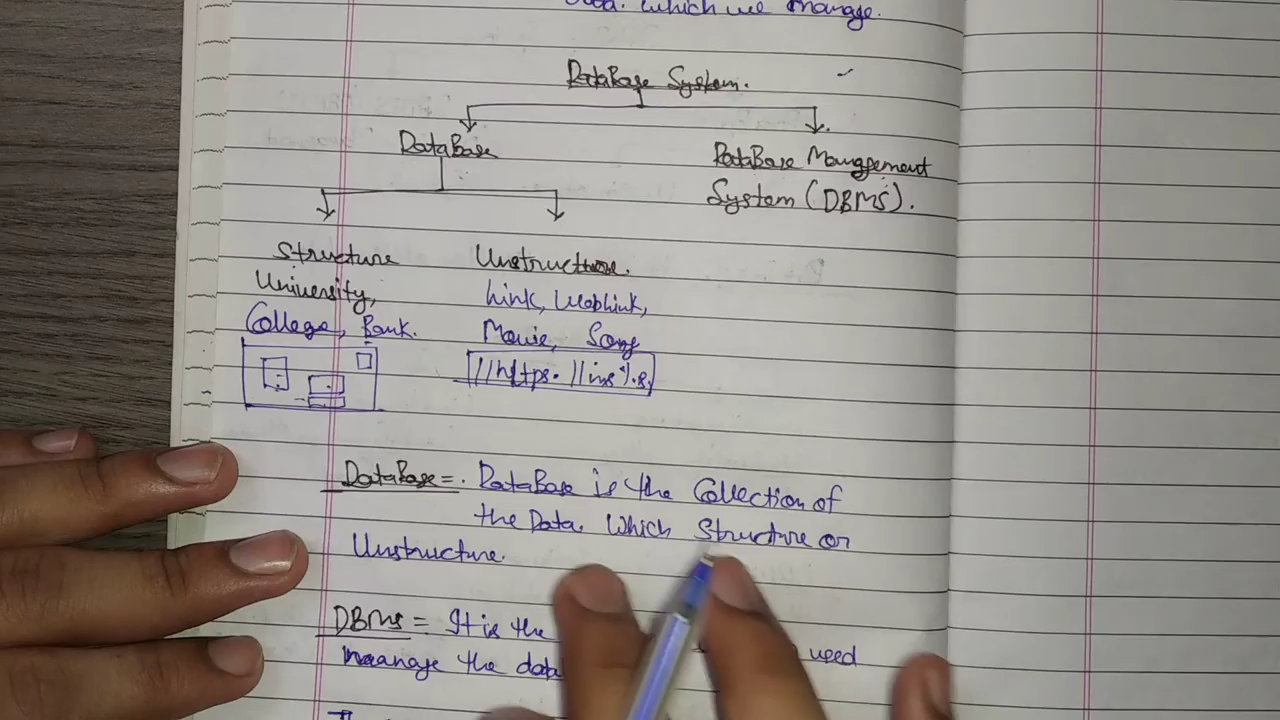 Data. which we manage.
DataBase System.
DataBase
DataBase Management
System (DBMS).
Structure
Unstructure.
University,
Link, Weblink,
College, Bank.
Movie, Song
//https.
DataBase = . DataBase is the Collection of
the Data. Which Structure or
Unstructure.
DBMS = It is the
manage the data
used